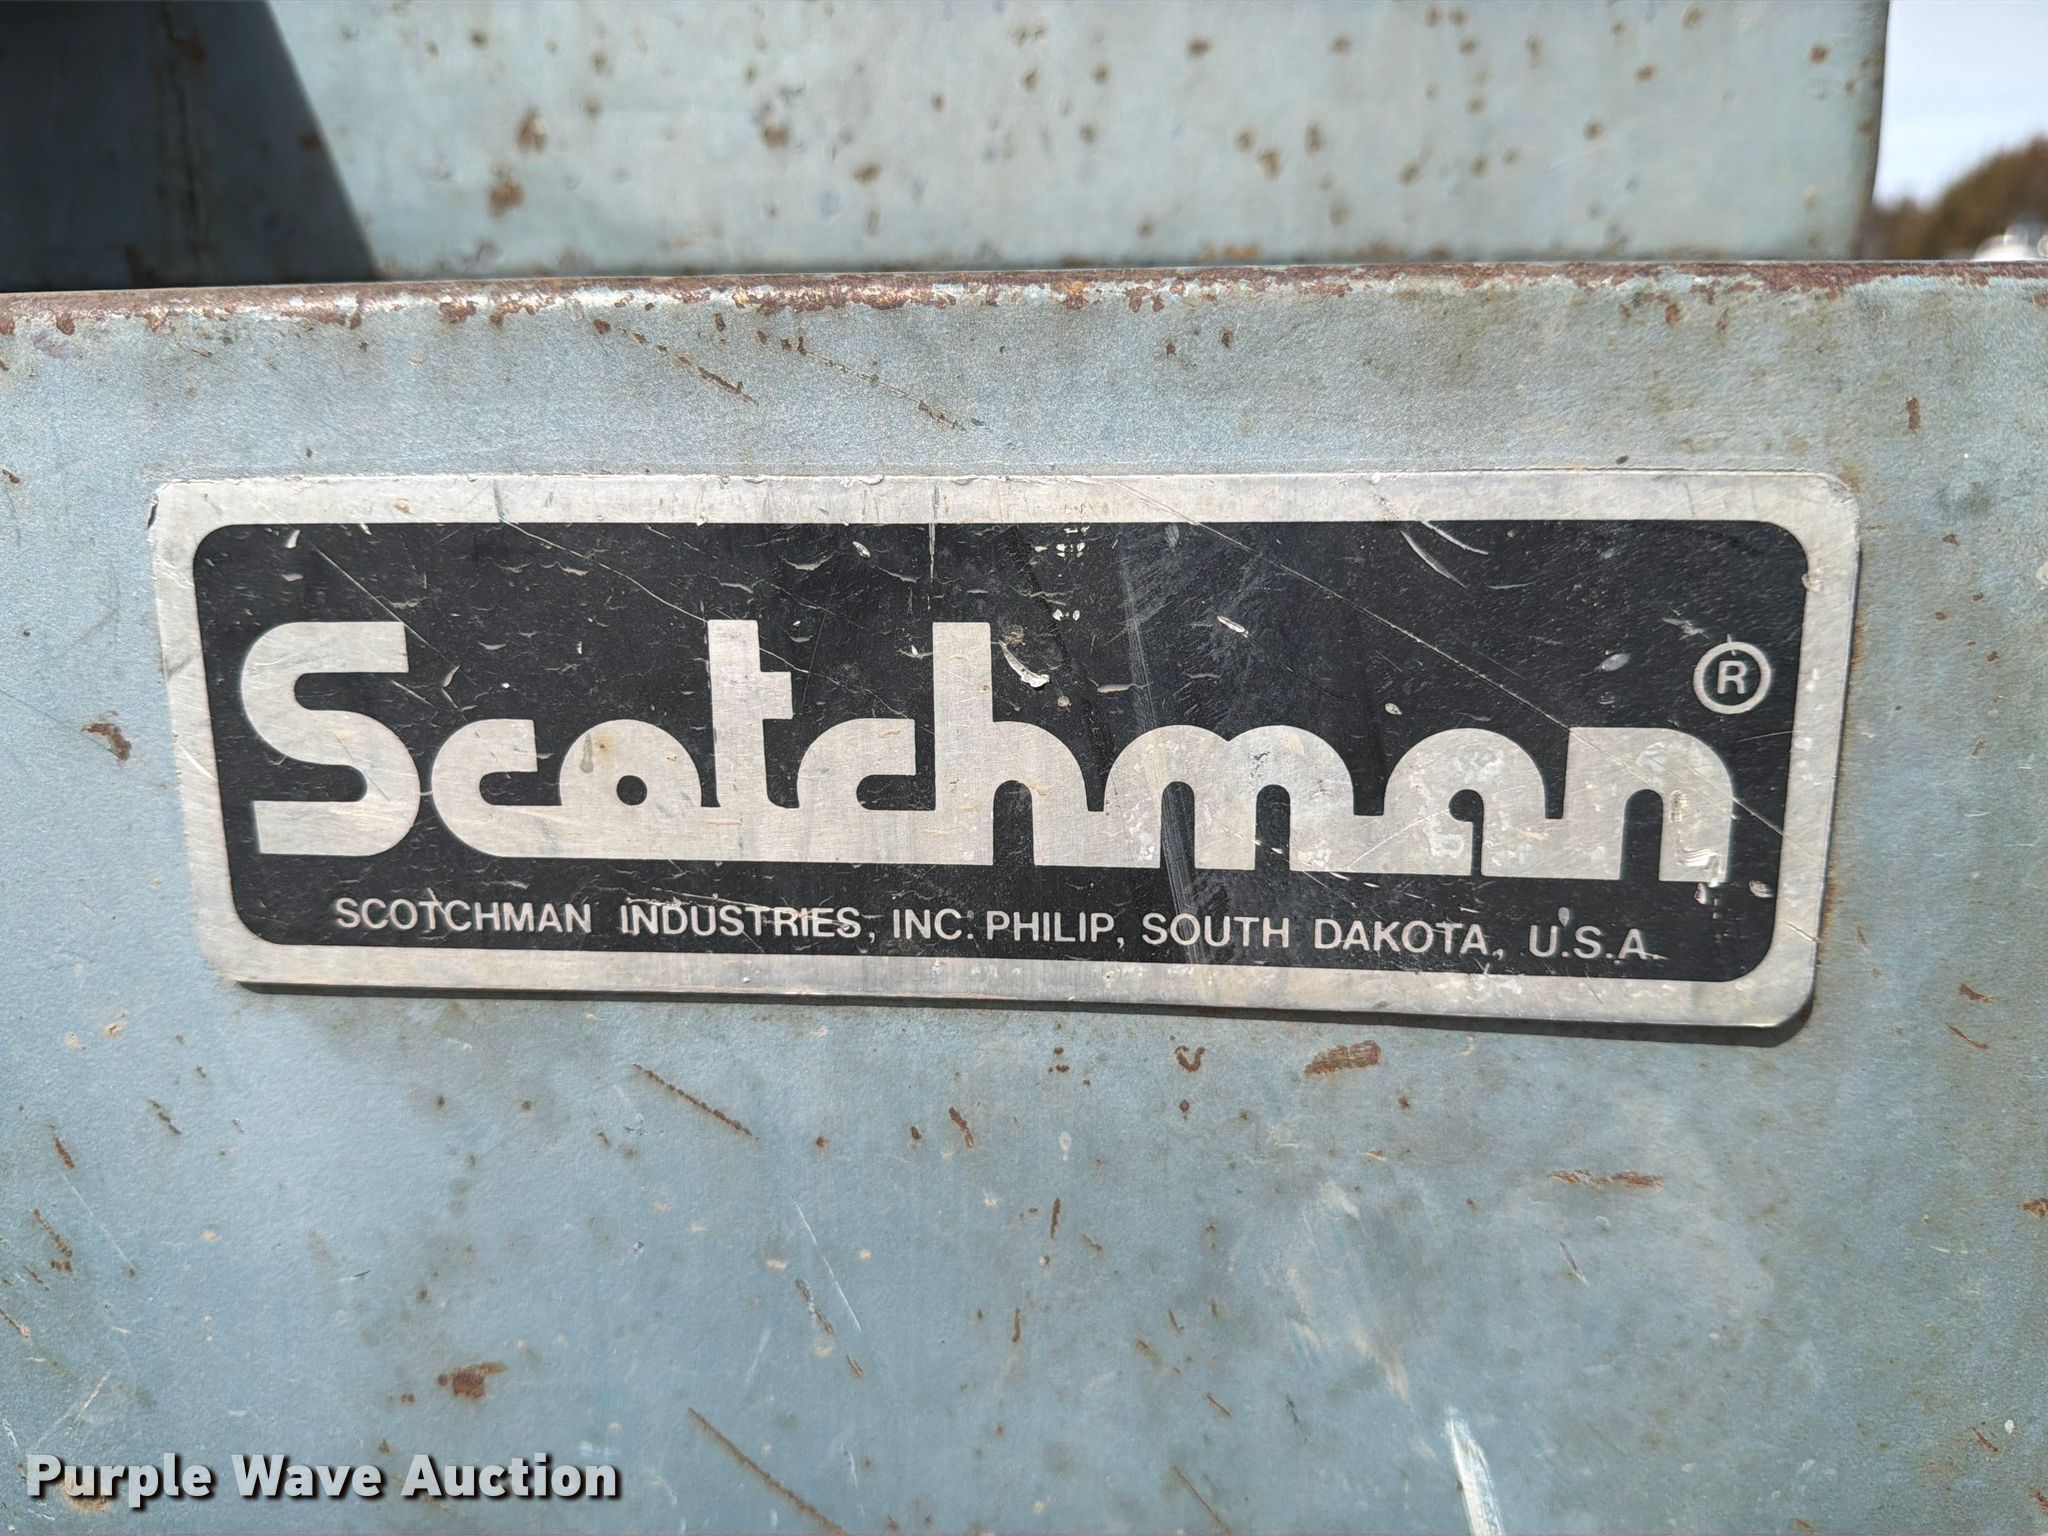 Scotchman ®
SCOTCHMAN INDUSTRIES, INC. PHILIP, SOUTH DAKOTA, U.S.A.
Purple Wave Auction